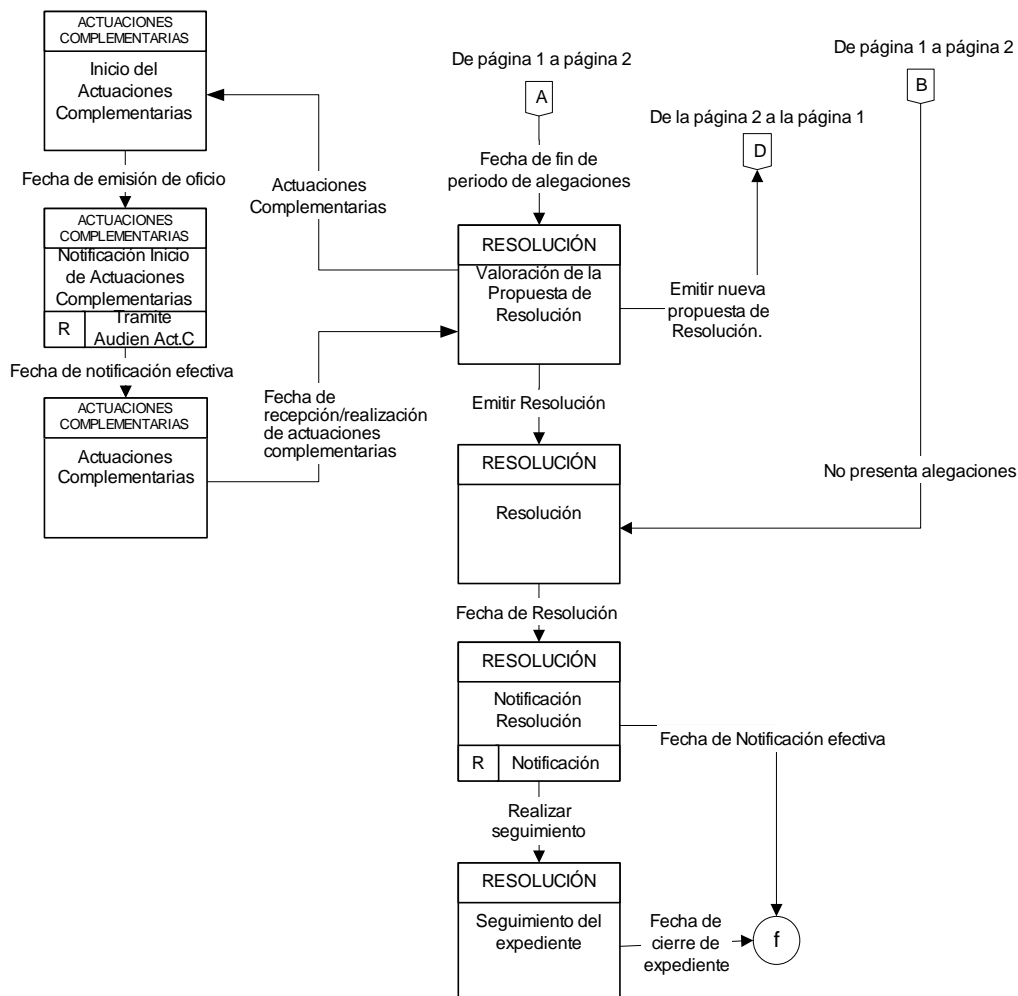 ACTUACIONES
COMPLEMENTARIAS
Inicio del
Actuaciones
Complementarias
Fecha de emisión de oficio
ACTUACIONES
COMPLEMENTARIAS
Notificación Inicio
de Actuaciones
Complementarias
R
Tramite
Audien Act.C
Fecha de notificación efectiva
ACTUACIONES
COMPLEMENTARIAS
Actuaciones
Complementarias
Actuaciones
Complementarias
Fecha de
recepción/realización
de actuaciones
complementarias
De página 1 a página 2
A
Fecha de fin de
periodo de alegaciones
RESOLUCIÓN
Valoración de la
Propuesta de
Resolución
De la página 2 a la página 1
D
Emitir nueva
propuesta de
Resolución.
De página 1 a página 2
B
No presenta alegaciones
Emitir Resolución
RESOLUCIÓN
Resolución
Fecha de Resolución
RESOLUCIÓN
Notificación
Resolución
R
Notificación
Fecha de Notificación efectiva
Realizar
seguimiento
RESOLUCIÓN
Seguimiento del
expediente
Fecha de
cierre de
expediente
f